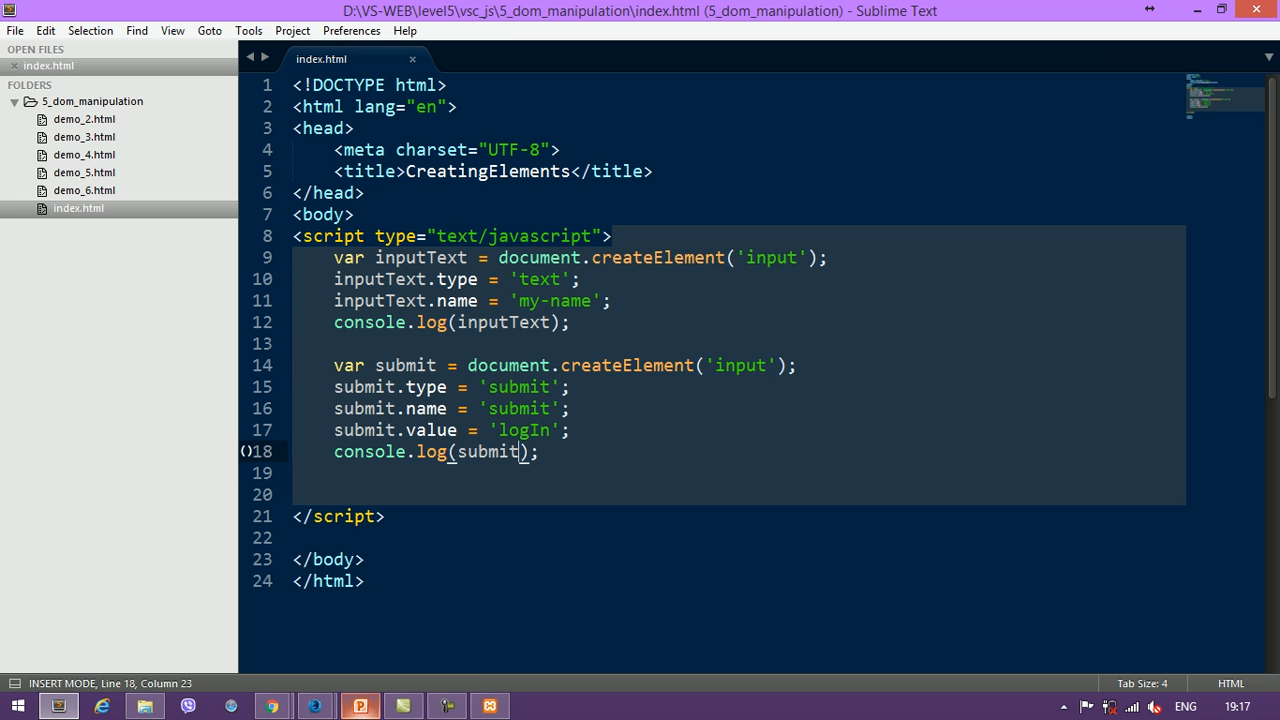 D:\VS-WEB\level5\vsc_js\5_dom_manipulation\index.html (5_dom_manipulation) - Sublime Text
File Edit Selection Find View Goto Tools Project Preferences Help
OPEN FILES
index.html
FOLDERS
5_dom_manipulation
demo_2.html
demo_3.html
demo_4.html
demo_5.html
demo_6.html
index.html
index.html
1 <!DOCTYPE html>
2 <html lang="en">
3 <head>
4 <meta charset="UTF-8">
5 <title>CreatingElements</title>
6 </head>
7 <body>
8 <script type="text/javascript">
9 var inputText = document.createElement('input');
10 inputText.type = 'text';
11 inputText.name = 'my-name';
12 console.log(inputText);
13
14 var submit = document.createElement('input');
15 submit.type = 'submit';
16 submit.name = 'submit';
17 submit.value = 'logIn';
18 console.log(submit);
19
20
21 </script>
22
23 </body>
24 </html>
INSERT MODE, Line 18, Column 23 Tab Size: 4 HTML
ENG 19:17